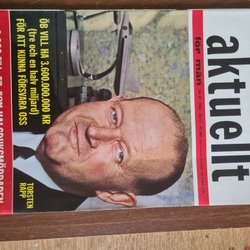 aktuellt
för män
ÖB VILL HA 3.600.000.000 KR
(tre och en halv miljard)
FÖR ATT KUNNA FÖRSVARA OSS
TORSTEN
RAPP